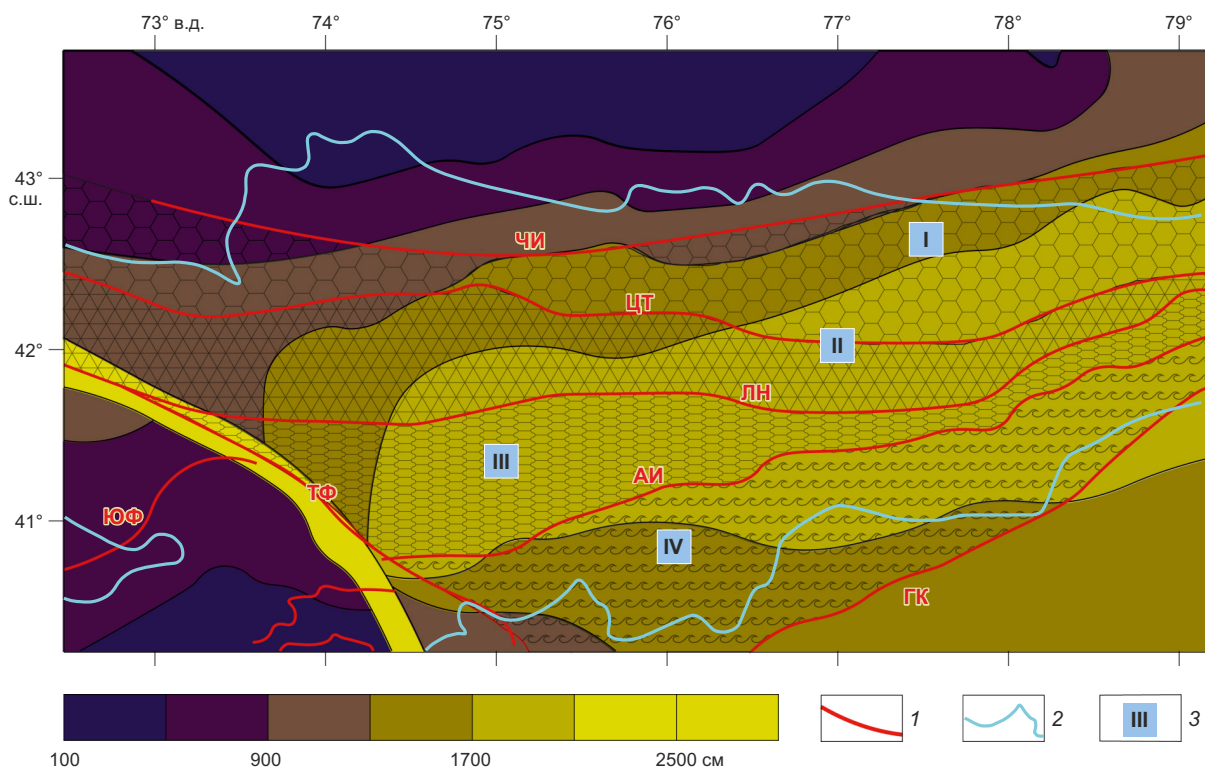 73° в.д. 74° 75° 76° 77° 78° 79°
43°
с.ш.
42°
41°
ЧИ
I
ЦТ
II
ЛН
III
АИ
ТФ
ЮФ
IV
ГК
100 900 1700 2500 см
1
2
III 3